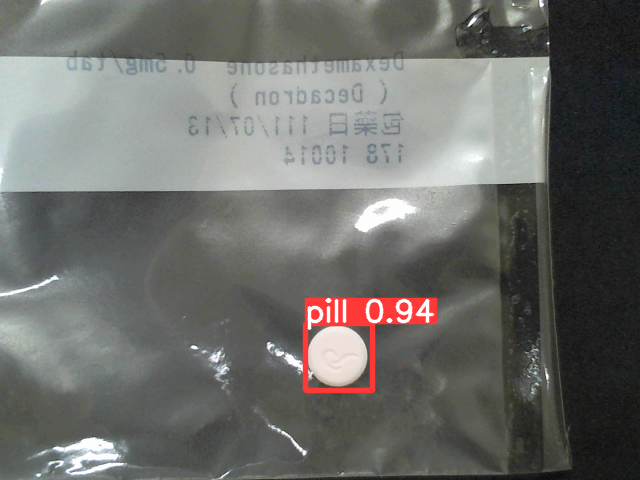 Dexamethasone 0.5mg/tab
( Decadron )
包藥日 111/07/13
178 10014
pill 0.94